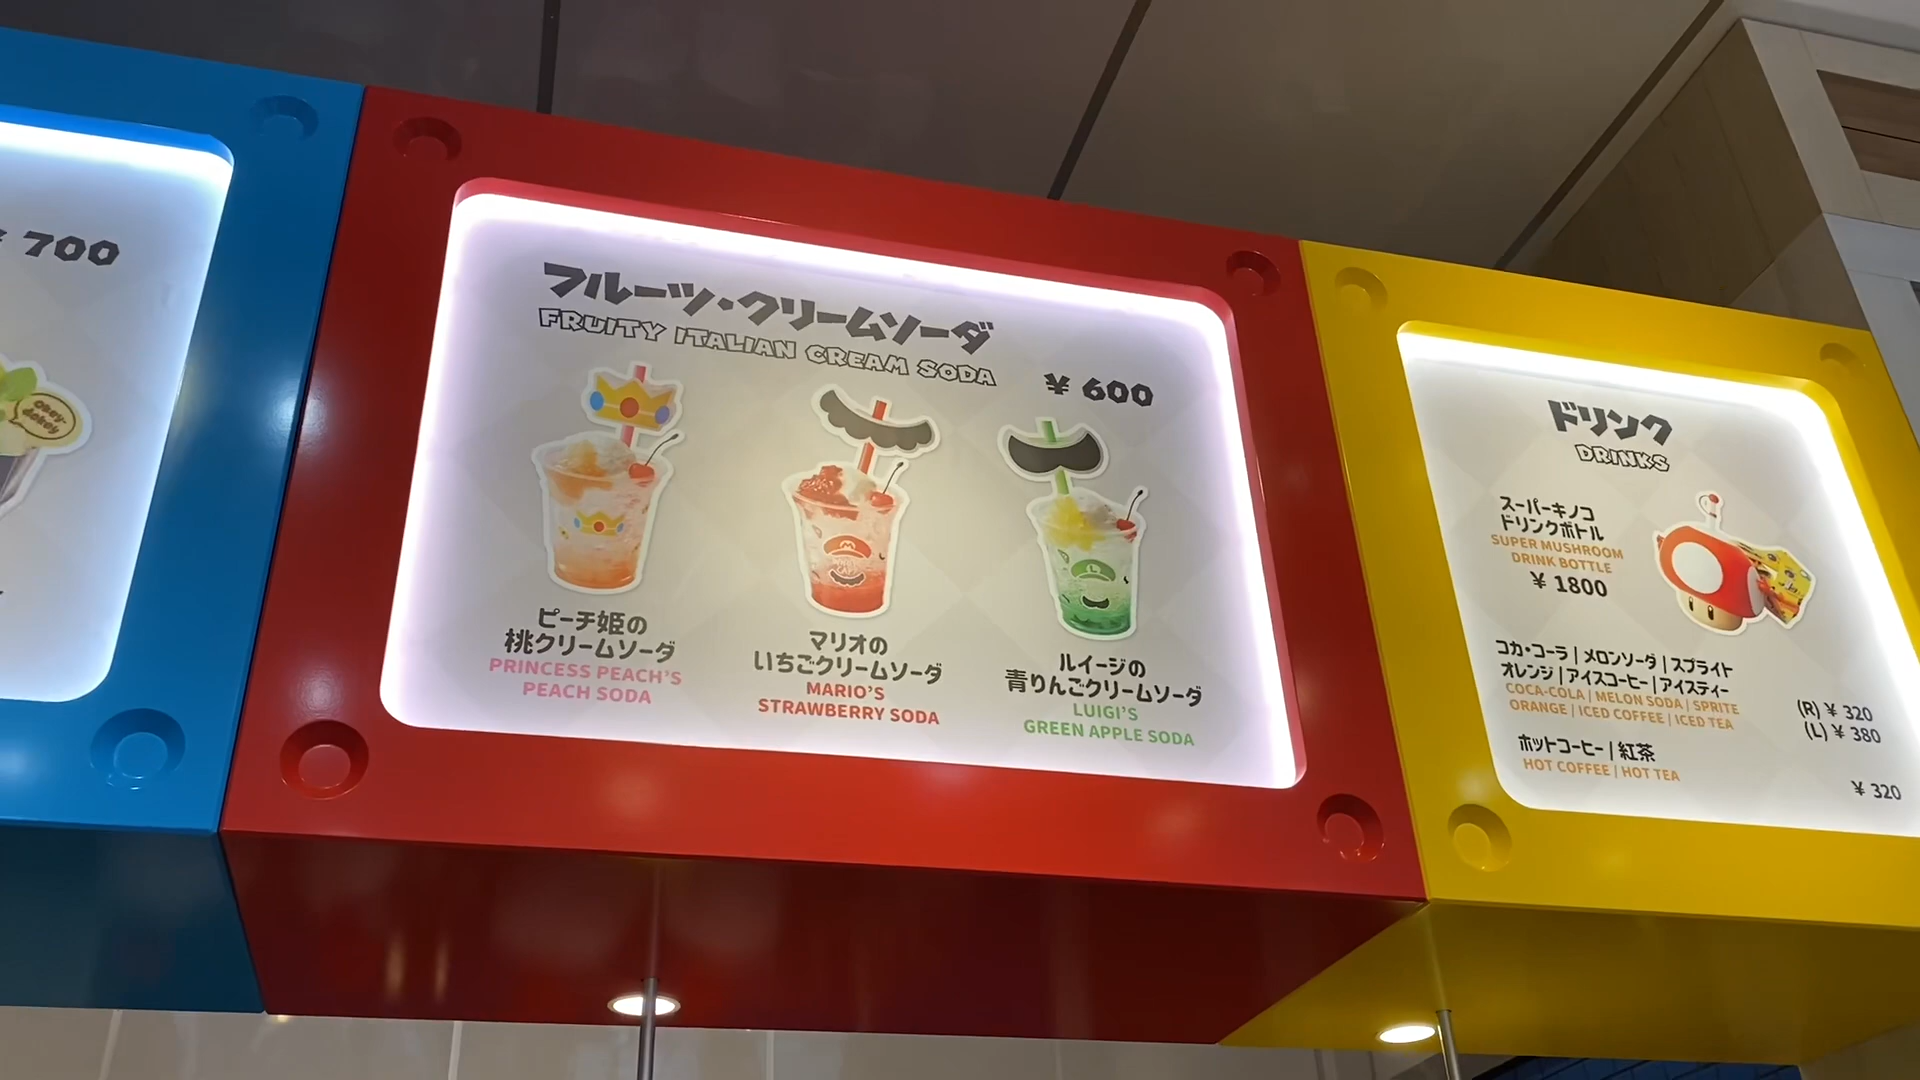 ¥ 700
Okey-
dokey
フルーツ・クリームソーダ
FRUITY ITALIAN CREAM SODA
¥ 600
M
L
ピーチ姫の
桃クリームソーダ
PRINCESS PEACH'S
PEACH SODA
マリオの
いちごクリームソーダ
MARIO'S
STRAWBERRY SODA
ルイージの
青りんごクリームソーダ
LUIGI'S
GREEN APPLE SODA
ドリンク
DRINKS
スーパーキノコ
ドリンクボトル
SUPER MUSHROOM
DRINK BOTTLE
¥ 1800
コカ・コーラ | メロンソーダ | スプライト
オレンジ | アイスコーヒー | アイスティー
COCA-COLA | MELON SODA | SPRITE
ORANGE | ICED COFFEE | ICED TEA
(R) ¥ 320
(L) ¥ 380
ホットコーヒー | 紅茶
HOT COFFEE | HOT TEA
¥ 320